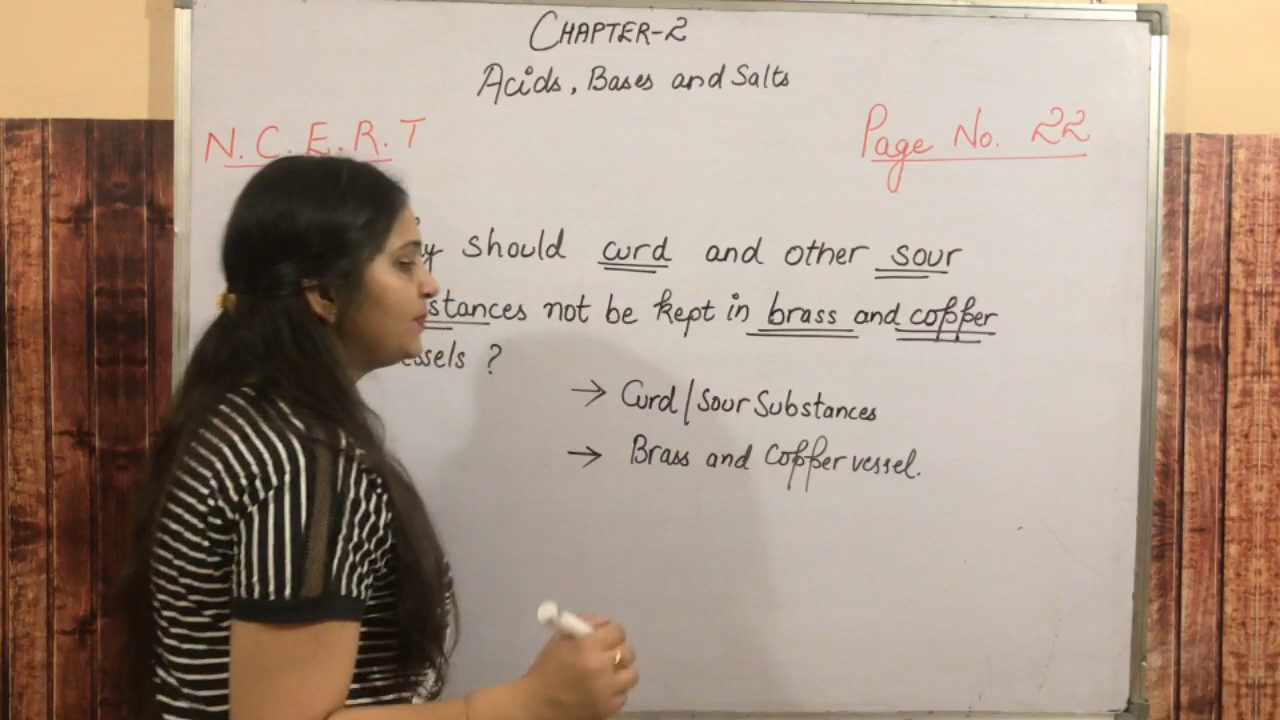 CHAPTER-2
Acids, Bases and Salts
N.C.E.R.T
Page No. 22
should curd and other sour
not be kept in brass and copper
?
→ Curd/Sour Substances
→ Brass and Copper vessel.